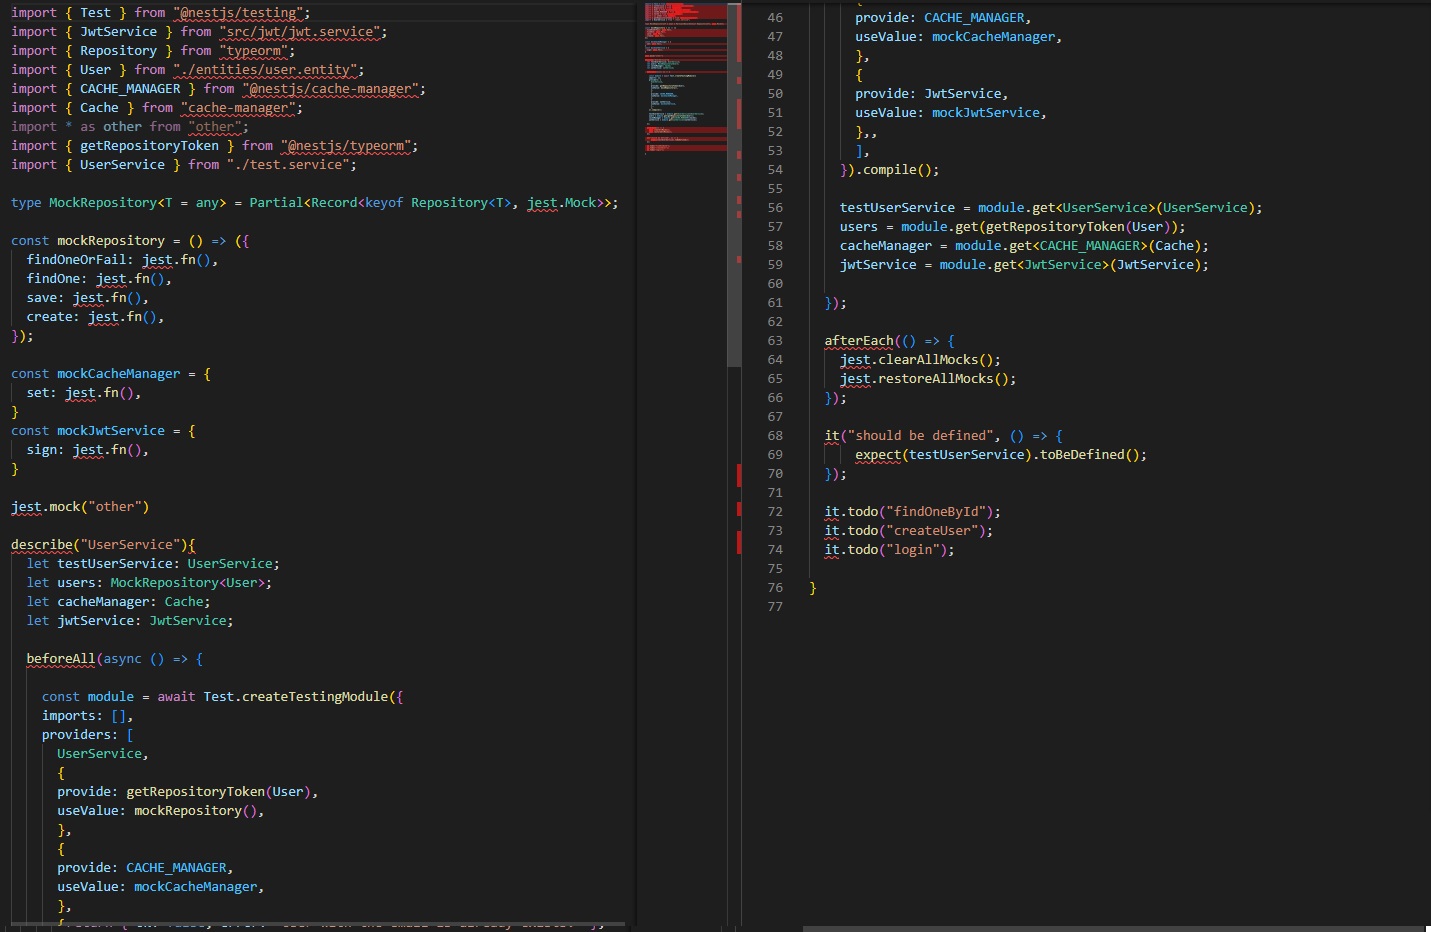 import { Test } from "@nestjs/testing";
import { JwtService } from "src/jwt/jwt.service";
import { Repository } from "typeorm";
import { User } from "./entities/user.entity";
import { CACHE_MANAGER } from "@nestjs/cache-manager";
import { Cache } from "cache-manager";
import * as other from "other";
import { getRepositoryToken } from "@nestjs/typeorm";
import { UserService } from "./test.service";
type MockRepository<T = any> = Partial<Record<keyof Repository<T>, jest.Mock>>;
const mockRepository = () => ({
findOneOrFail: jest.fn(),
findOne: jest.fn(),
save: jest.fn(),
create: jest.fn(),
});
const mockCacheManager = {
set: jest.fn(),
}
const mockJwtService = {
sign: jest.fn(),
}
jest.mock("other")
describe("UserService"){
let testUserService: UserService;
let users: MockRepository<User>;
let cacheManager: Cache;
let jwtService: JwtService;
beforeAll(async () => {
const module = await Test.createTestingModule({
imports: [],
providers: [
UserService,
{
provide: getRepositoryToken(User),
useValue: mockRepository(),
},
{
provide: CACHE_MANAGER,
useValue: mockCacheManager,
},
{
46 provide: CACHE_MANAGER,
47 useValue: mockCacheManager,
48 },
49 {
50 provide: JwtService,
51 useValue: mockJwtService,
52 },,
53 ],
54 }).compile();
55
56 testUserService = module.get<UserService>(UserService);
57 users = module.get(getRepositoryToken(User));
58 cacheManager = module.get<CACHE_MANAGER>(Cache);
59 jwtService = module.get<JwtService>(JwtService);
60
61 });
62
63 afterEach(() => {
64 jest.clearAllMocks();
65 jest.restoreAllMocks();
66 });
67
68 it("should be defined", () => {
69 expect(testUserService).toBeDefined();
70 });
71
72 it.todo("findOneById");
73 it.todo("createUser");
74 it.todo("login");
75
76 }
77